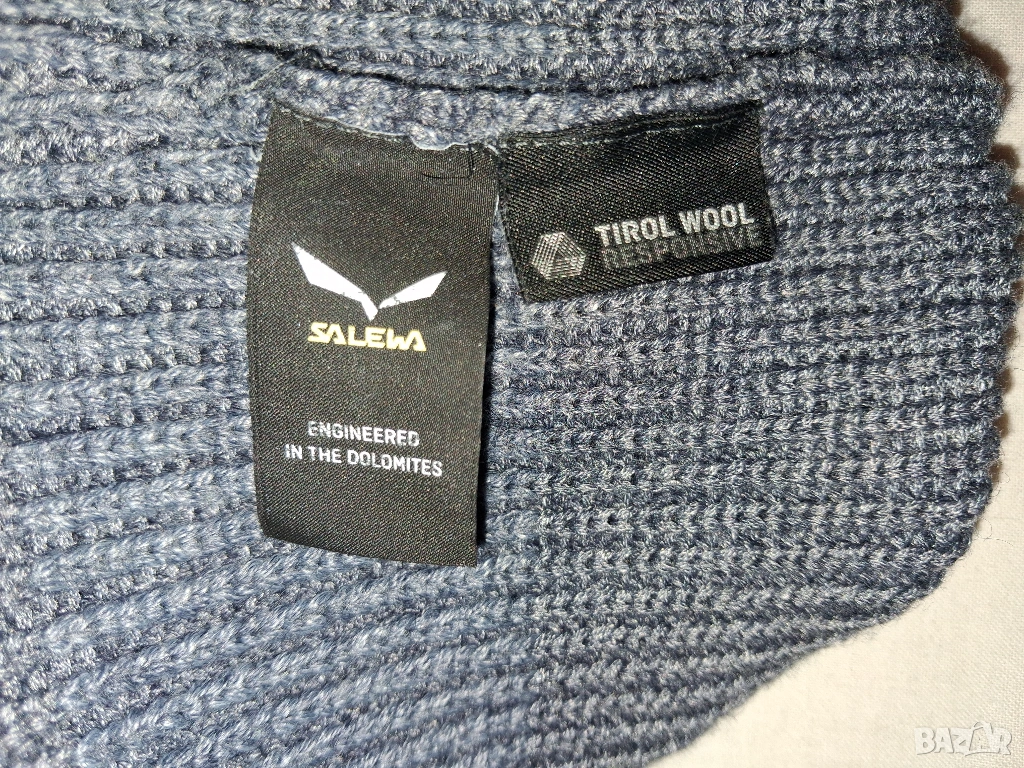 SALEWA
ENGINEERED
IN THE DOLOMITES
TIROL WOOL
RESPONSIVE
BAZAR